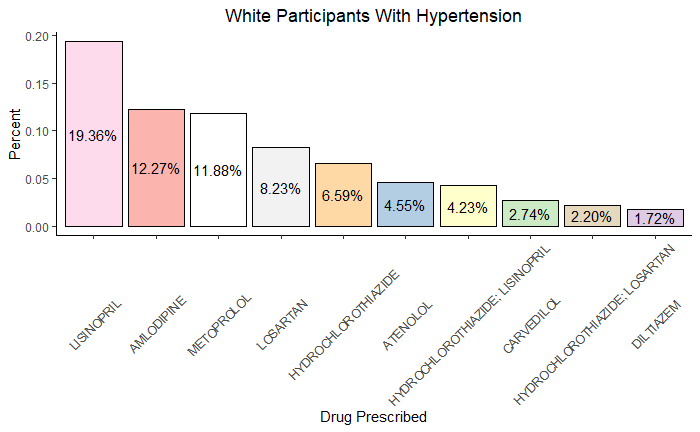 White Participants With Hypertension
Percent
0.20
0.15
0.10
0.05
0.00
19.36%
12.27%
11.88%
8.23%
6.59%
4.55%
4.23%
2.74%
2.20%
1.72%
LISINOPRIL
AMLODIPINE
METOPROLOL
LOSARTAN
HYDROCHLOROTHIAZIDE
ATENOLOL
HYDROCHLOROTHIAZIDE; LISINOPRIL
CARVEDILOL
HYDROCHLOROTHIAZIDE; LOSARTAN
DILTIAZEM
Drug Prescribed